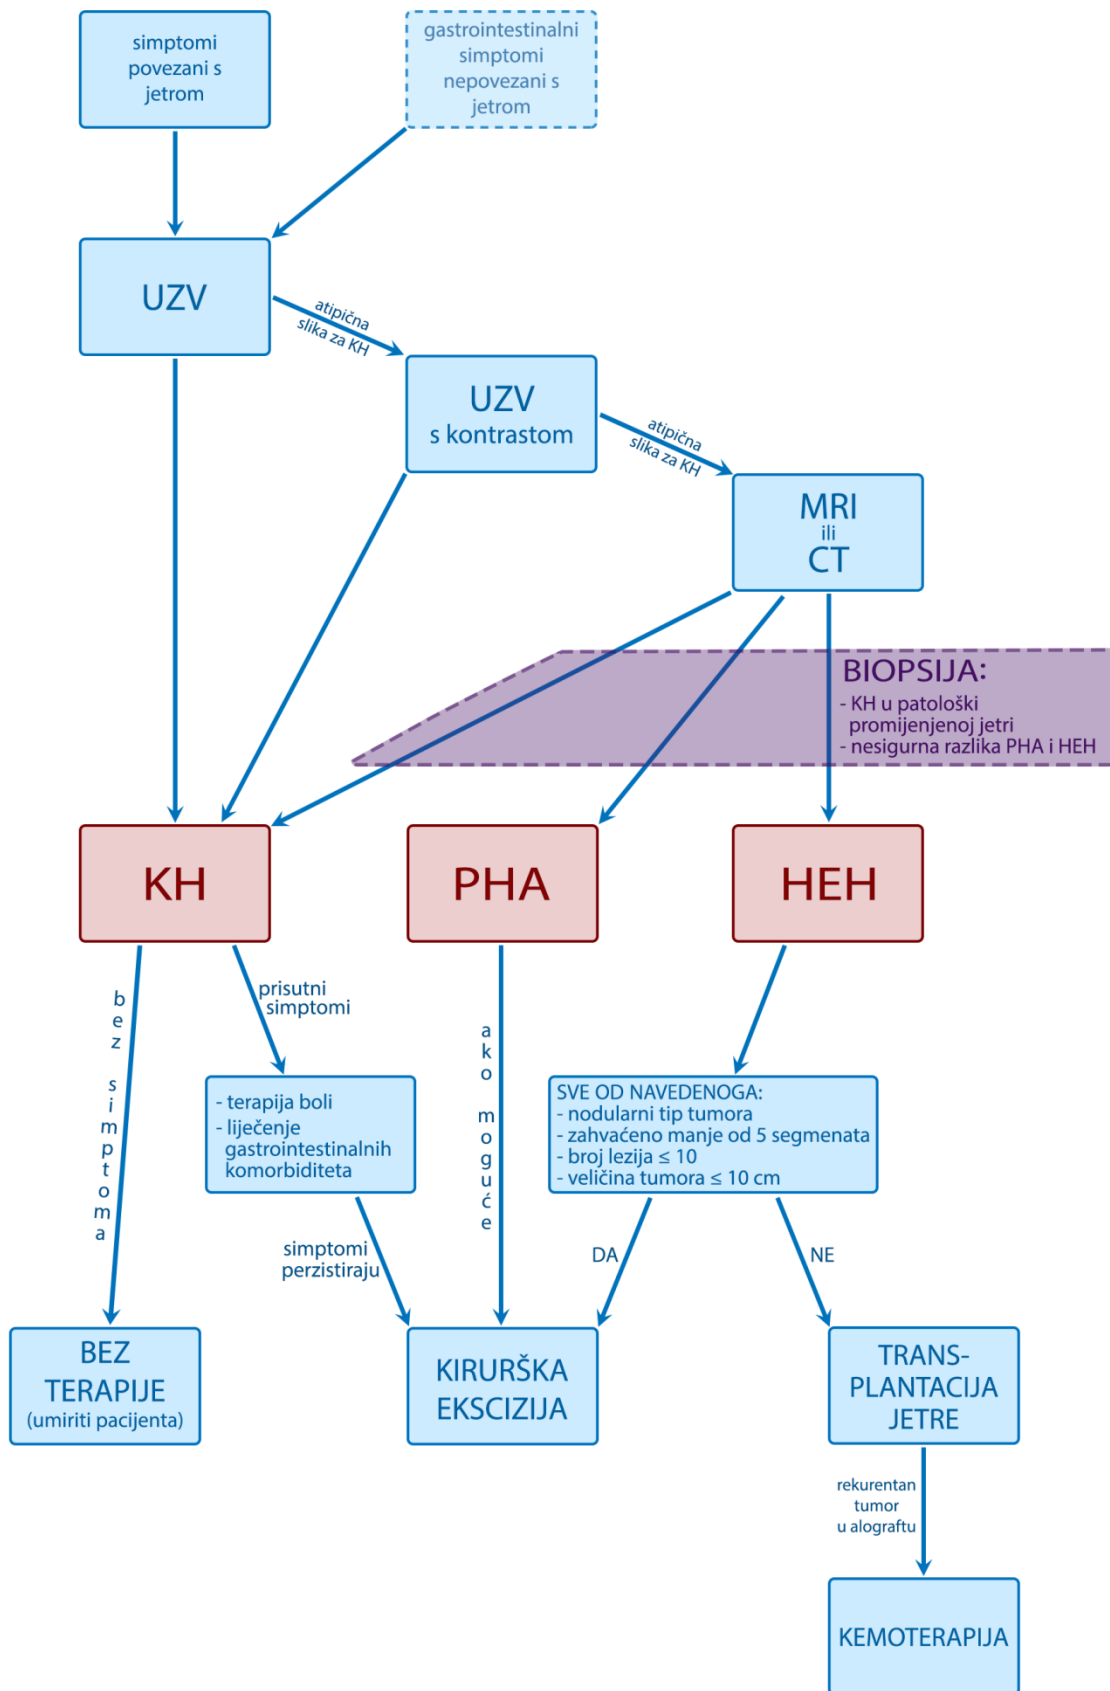 simptomi
povezani s
jetrom
gastrointestinalni
simptomi
nepovezani s
jetrom
UZV
atipična
slika za KH
UZV
s kontrastom
atipična
slika za KH
MRI
ili
CT
BIOPSIJA:
- KH u patološki
promijenjenoj jetri
- nesigurna razlika PHA i HEH
KH
PHA
HEH
bez simptoma
prisutni
simptomi
ako moguće
- terapija boli
- liječenje
gastrointestinalnih
komorbiditeta
SVE OD NAVEDENOGA:
- nodularni tip tumora
- zahvaćeno manje od 5 segmenata
- broj lezija ≤ 10
- veličina tumora ≤ 10 cm
simptomi
perzistiraju
DA
NE
BEZ
TERAPIJE
(umiriti pacijenta)
KIRURŠKA
EKSCIZIJA
TRANS-
PLANTACIJA
JETRE
rekurentan
tumor
u alograftu
KEMOTERAPIJA